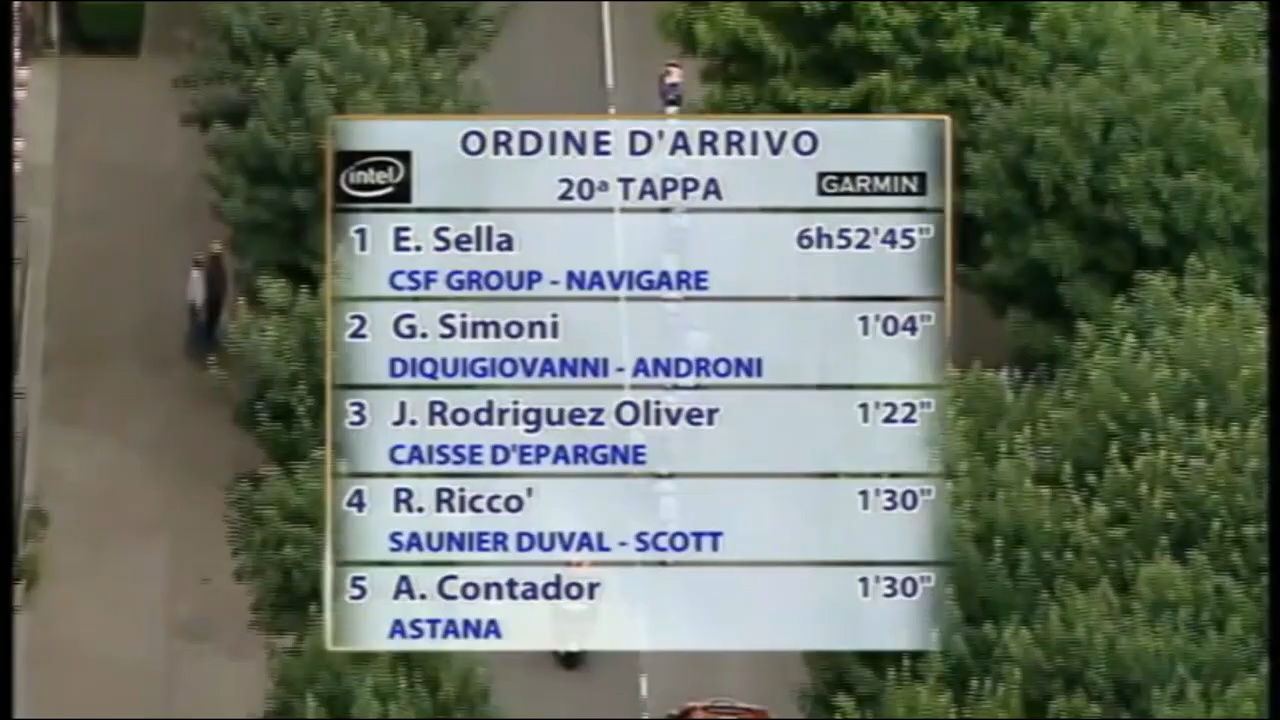 ORDINE D'ARRIVO
intel
20ª TAPPA
GARMIN
1 E. Sella 6h52'45"
CSF GROUP - NAVIGARE
2 G. Simoni 1'04"
DIQUIGIOVANNI - ANDRONI
3 J. Rodriguez Oliver 1'22"
CAISSE D'EPARGNE
4 R. Ricco' 1'30"
SAUNIER DUVAL - SCOTT
5 A. Contador 1'30"
ASTANA